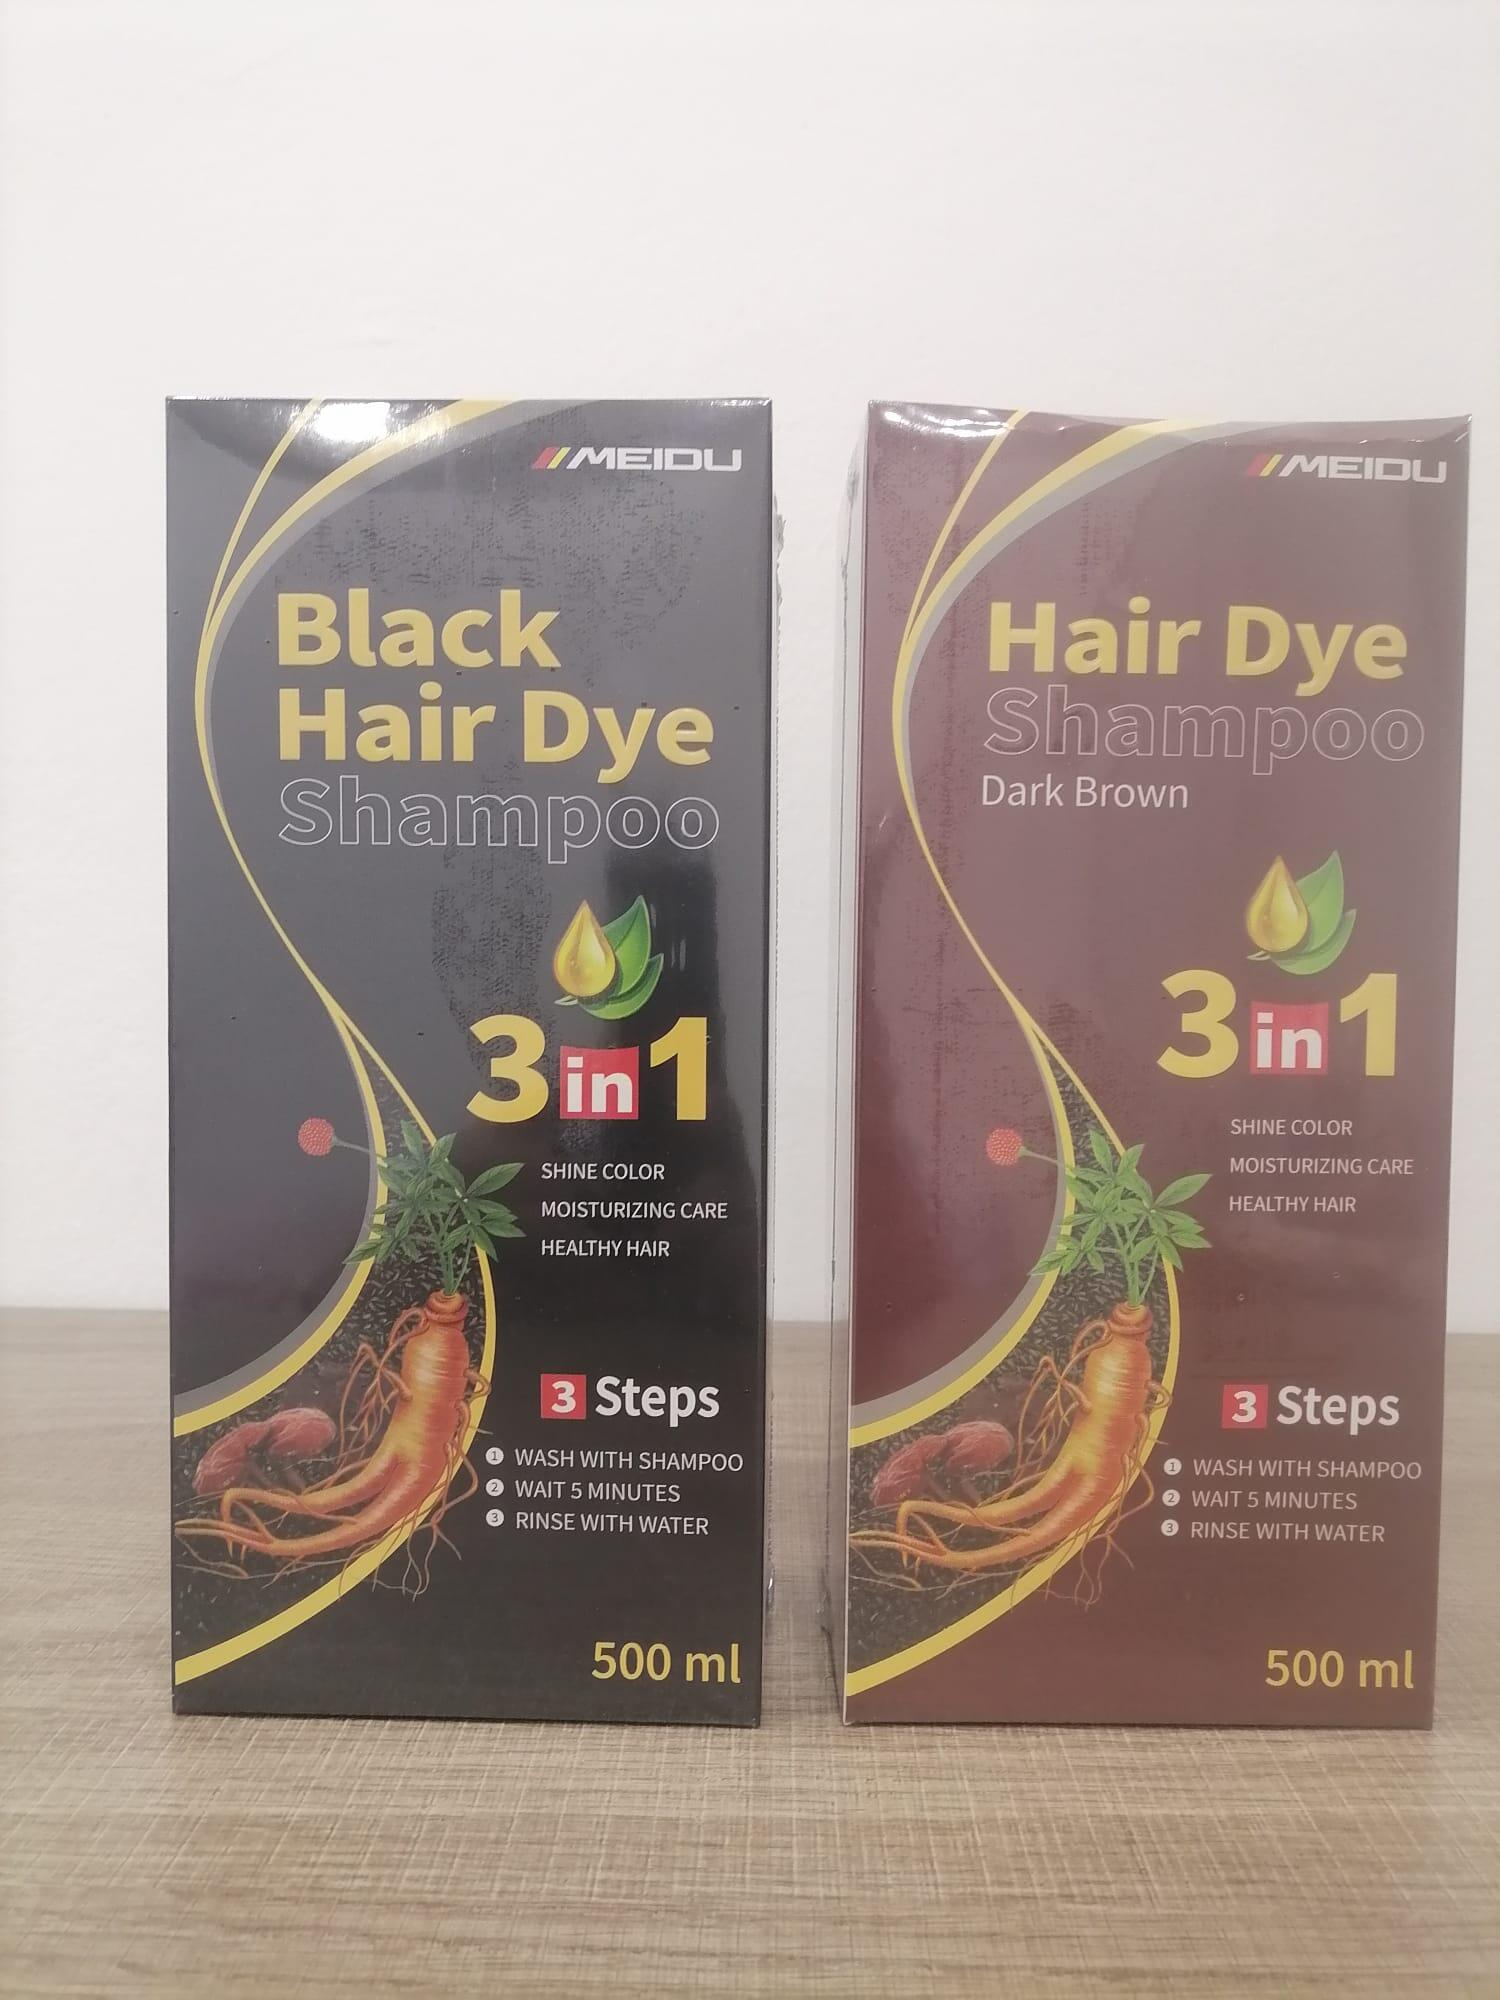 MEIDU
Black
Hair Dye
Shampoo
3 in 1
SHINE COLOR
MOISTURIZING CARE
HEALTHY HAIR
3 Steps
1 WASH WITH SHAMPOO
2 WAIT 5 MINUTES
3 RINSE WITH WATER
500 ml
MEIDU
Hair Dye
Shampoo
Dark Brown
3 in 1
SHINE COLOR
MOISTURIZING CARE
HEALTHY HAIR
3 Steps
1 WASH WITH SHAMPOO
2 WAIT 5 MINUTES
3 RINSE WITH WATER
500 ml